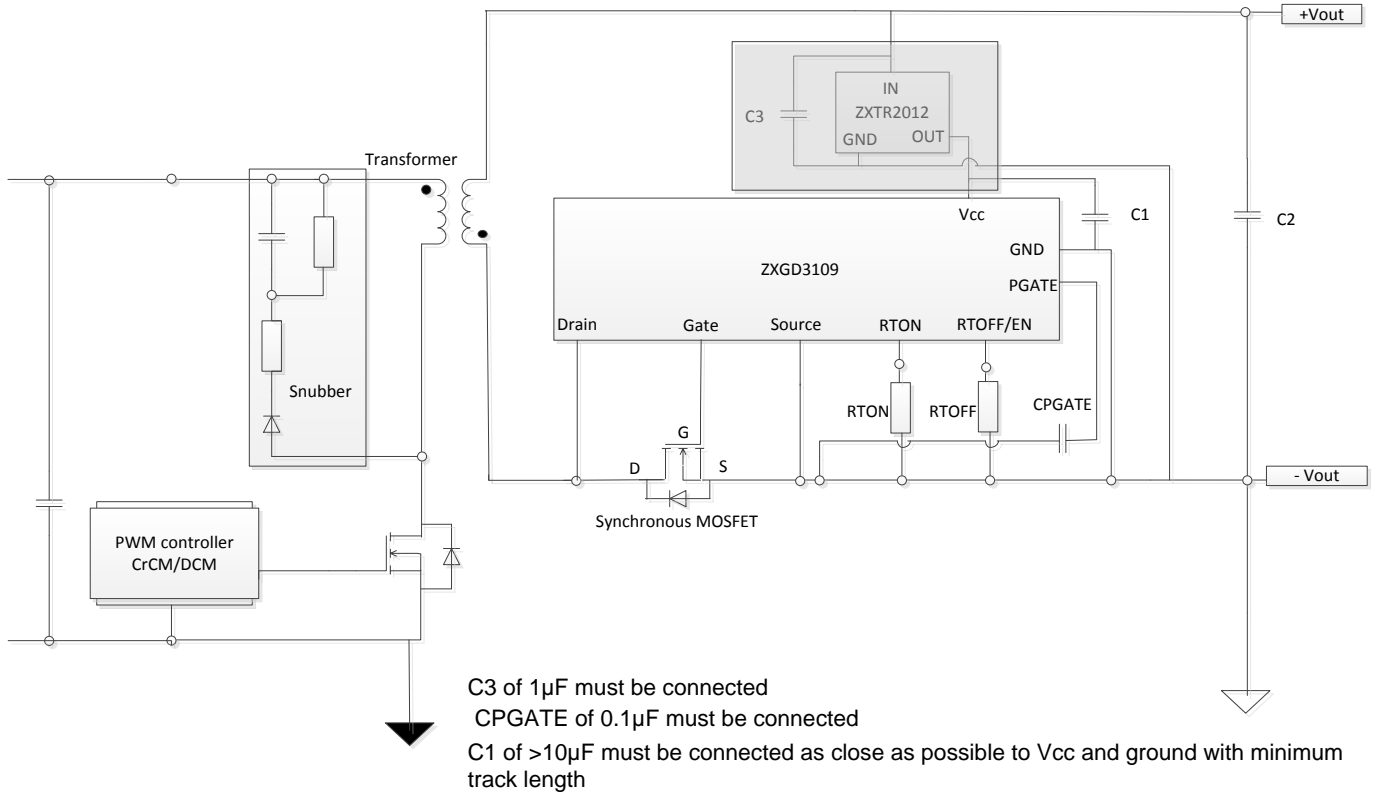 +Vout
IN
ZXTR2012
C3
GND
OUT
Transformer
Vcc
C1
C2
GND
ZXGD3109
PGATE
Drain
Gate
Source
RTON
RTOFF/EN
Snubber
RTON
RTOFF
CPGATE
G
D
S
- Vout
Synchronous MOSFET
PWM controller
CrCM/DCM
C3 of 1µF must be connected
CPGATE of 0.1µF must be connected
C1 of >10µF must be connected as close as possible to Vcc and ground with minimum
track length